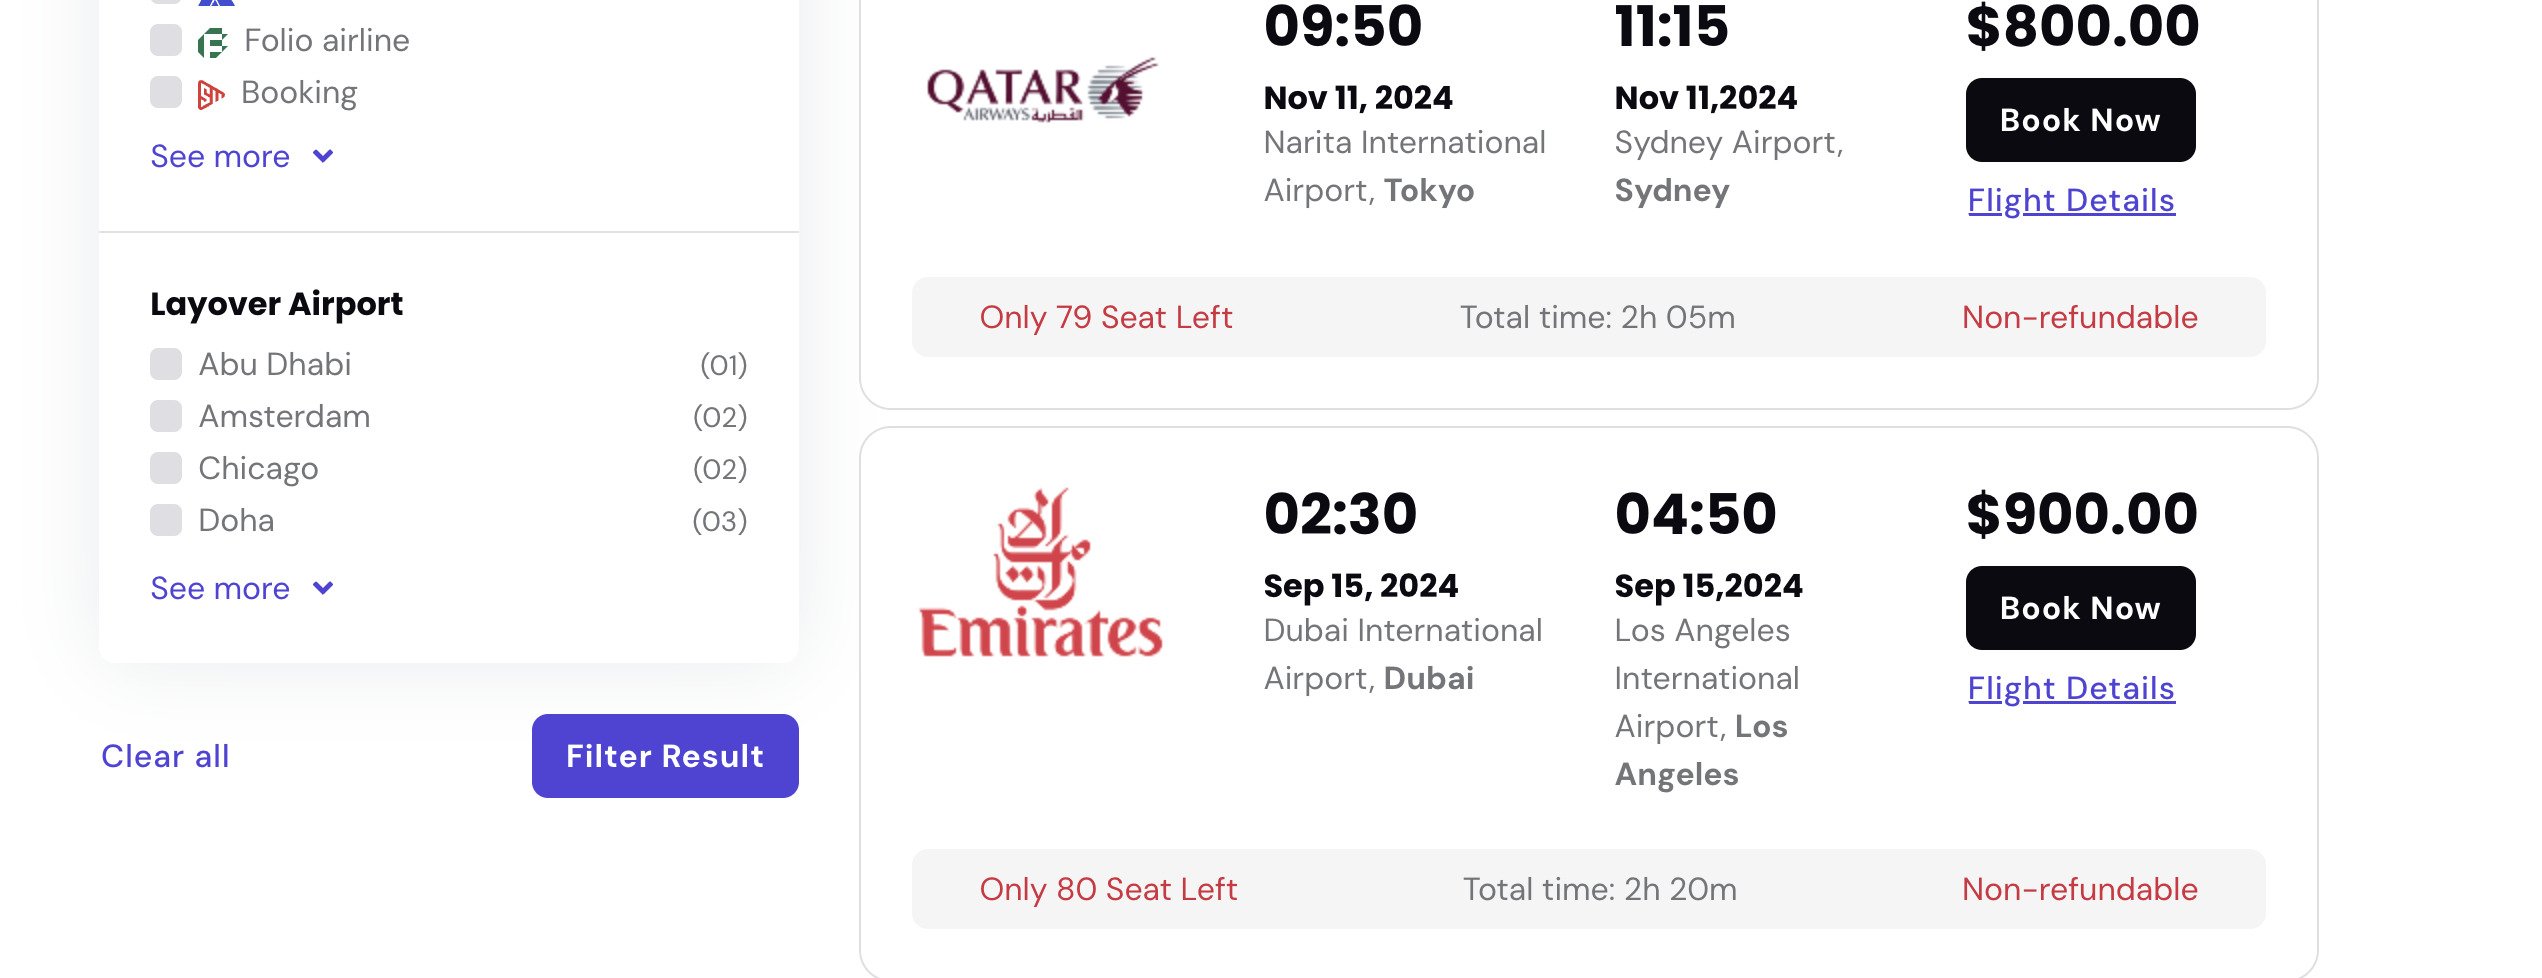 Folio airline
Booking
See more
Layover Airport
Abu Dhabi (01)
Amsterdam (02)
Chicago (02)
Doha (03)
See more
Clear all
Filter Result
QATAR
AIRWAYS القطرية
09:50
Nov 11, 2024
Narita International
Airport, Tokyo
11:15
Nov 11,2024
Sydney Airport,
Sydney
$800.00
Book Now
Flight Details
Only 79 Seat Left
Total time: 2h 05m
Non-refundable
Emirates
02:30
Sep 15, 2024
Dubai International
Airport, Dubai
04:50
Sep 15,2024
Los Angeles
International
Airport, Los
Angeles
$900.00
Book Now
Flight Details
Only 80 Seat Left
Total time: 2h 20m
Non-refundable